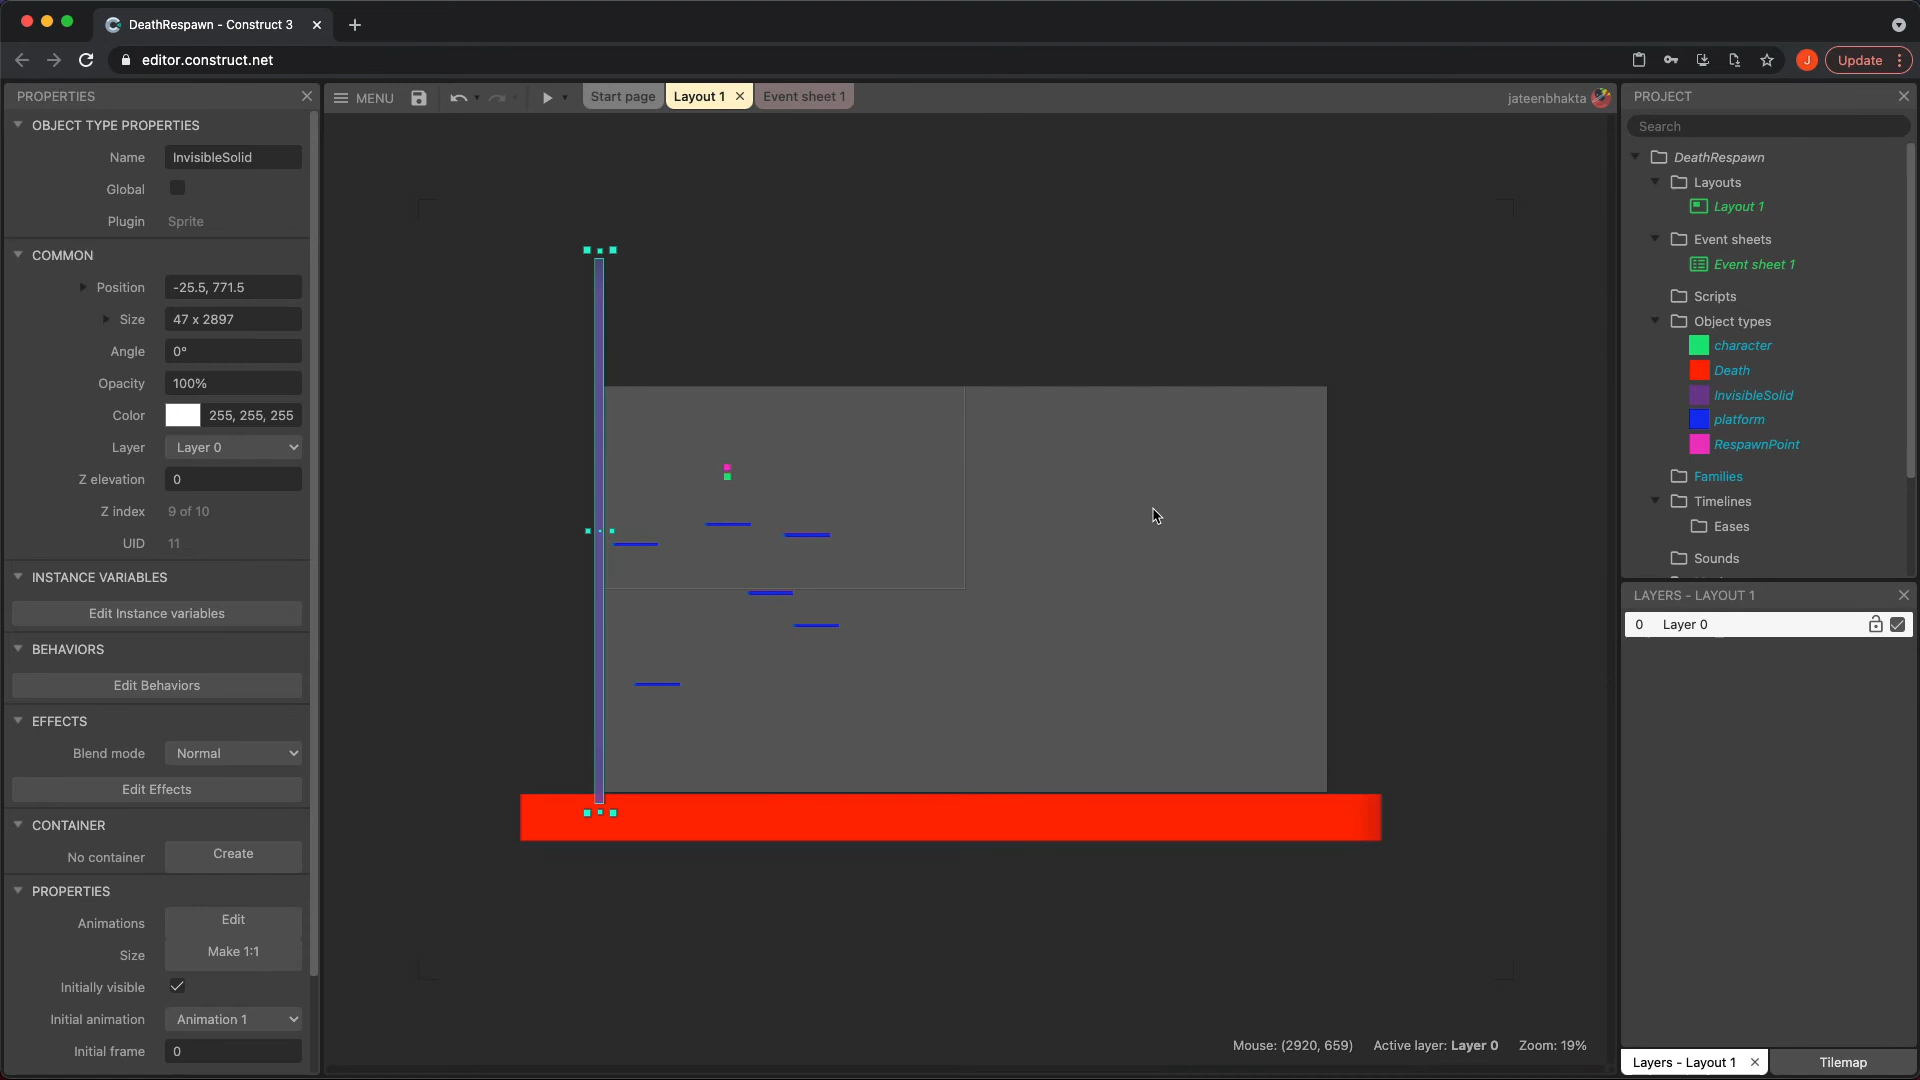 DeathRespawn - Construct 3
editor.construct.net
J
Update
PROPERTIES
OBJECT TYPE PROPERTIES
Name InvisibleSolid
Global
Plugin Sprite
COMMON
Position -25.5, 771.5
Size 47 x 2897
Angle 0°
Opacity 100%
Color 255, 255, 255
Layer Layer 0
Z elevation 0
Z index 9 of 10
UID 11
INSTANCE VARIABLES
Edit Instance variables
BEHAVIORS
Edit Behaviors
EFFECTS
Blend mode Normal
Edit Effects
CONTAINER
No container Create
PROPERTIES
Animations Edit
Size Make 1:1
Initially visible
Initial animation Animation 1
Initial frame 0
MENU
Start page
Layout 1
Event sheet 1
jateenbhakta
Mouse: (2920, 659) Active layer: Layer 0 Zoom: 19%
PROJECT
Search
DeathRespawn
Layouts
Layout 1
Event sheets
Event sheet 1
Scripts
Object types
character
Death
InvisibleSolid
platform
RespawnPoint
Families
Timelines
Eases
Sounds
LAYERS - LAYOUT 1
0 Layer 0
Layers - Layout 1
Tilemap